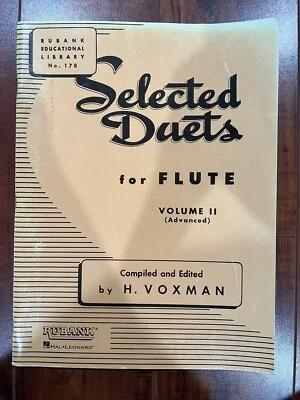 RUBANK
EDUCATIONAL
LIBRARY
No. 178
Selected
Duets
for FLUTE
VOLUME II
(Advanced)
Compiled and Edited
by H. VOXMAN
RUBANK
HAL•LEONARD